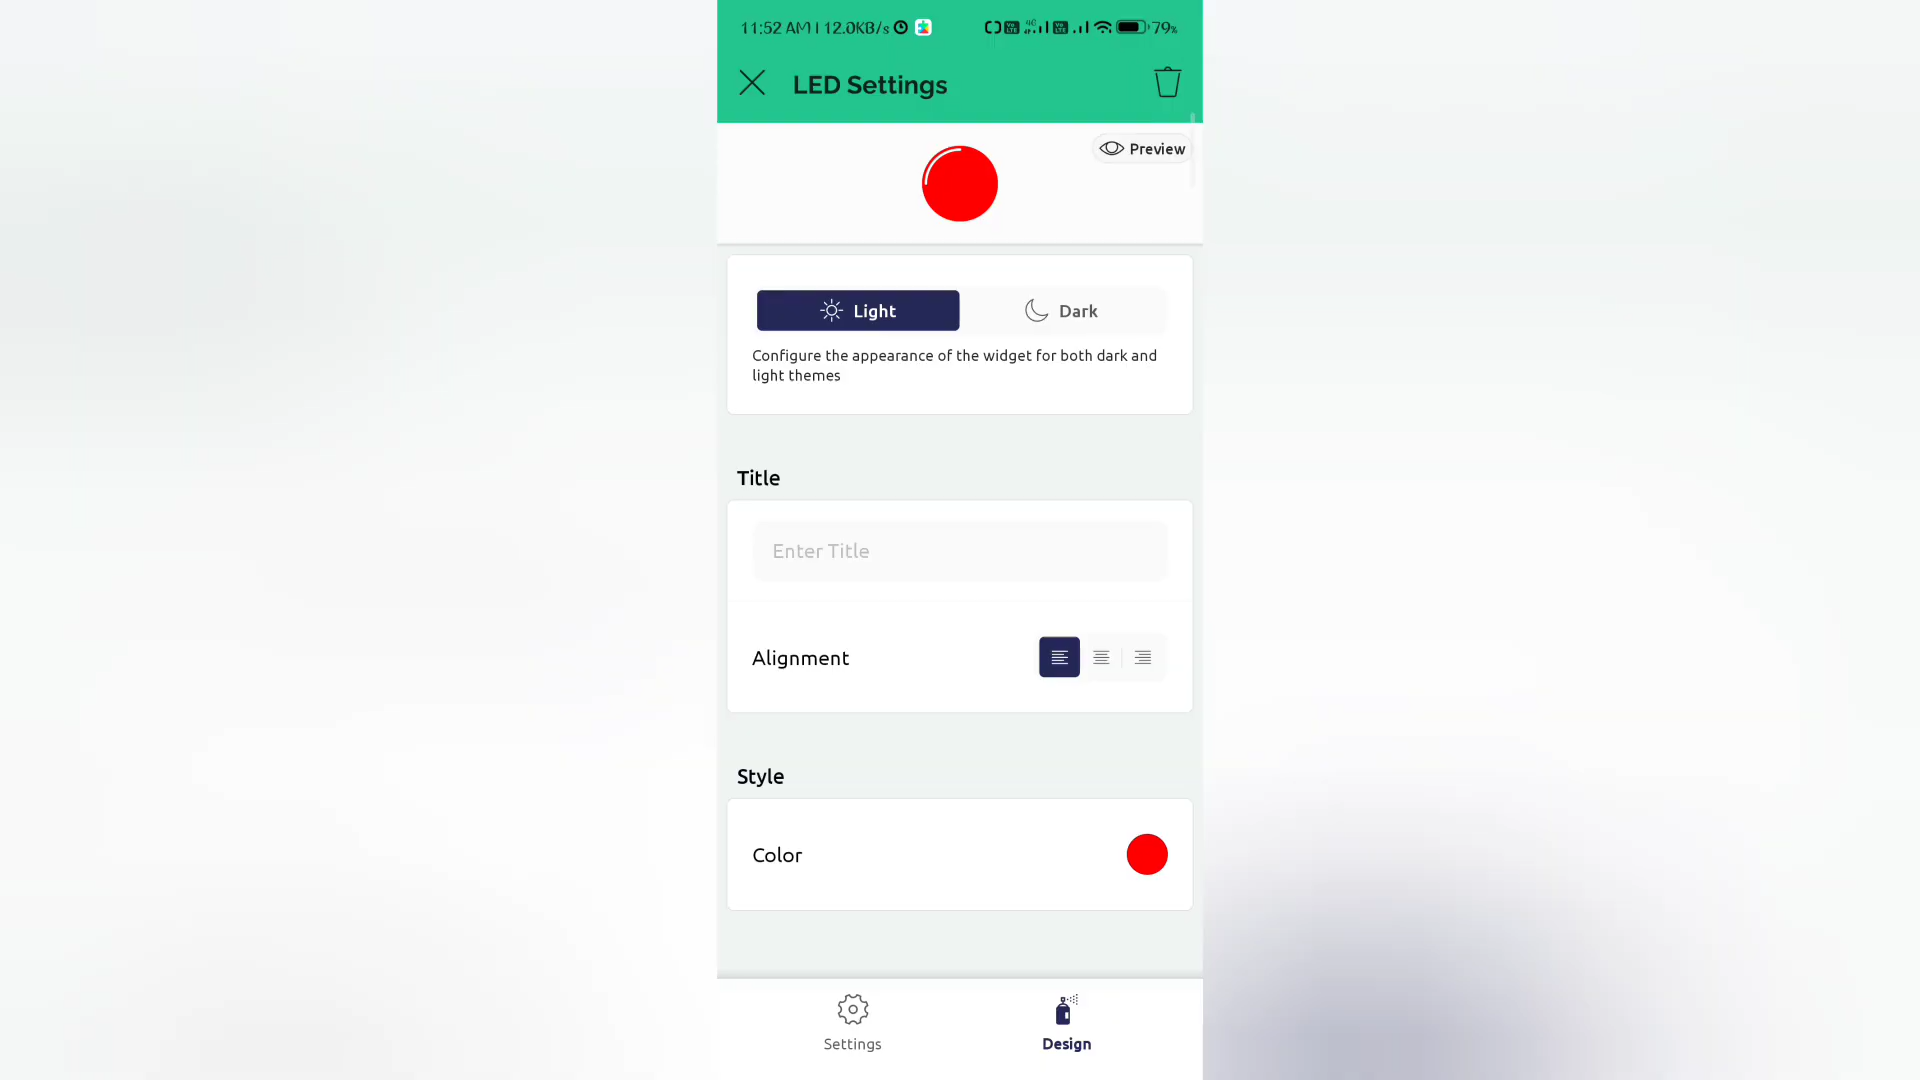 11:52 AM | 12.0KB/s 79%
LED Settings
Preview
Light Dark
Configure the appearance of the widget for both dark and
light themes
Title
Enter Title
Alignment
Style
Color
Settings Design